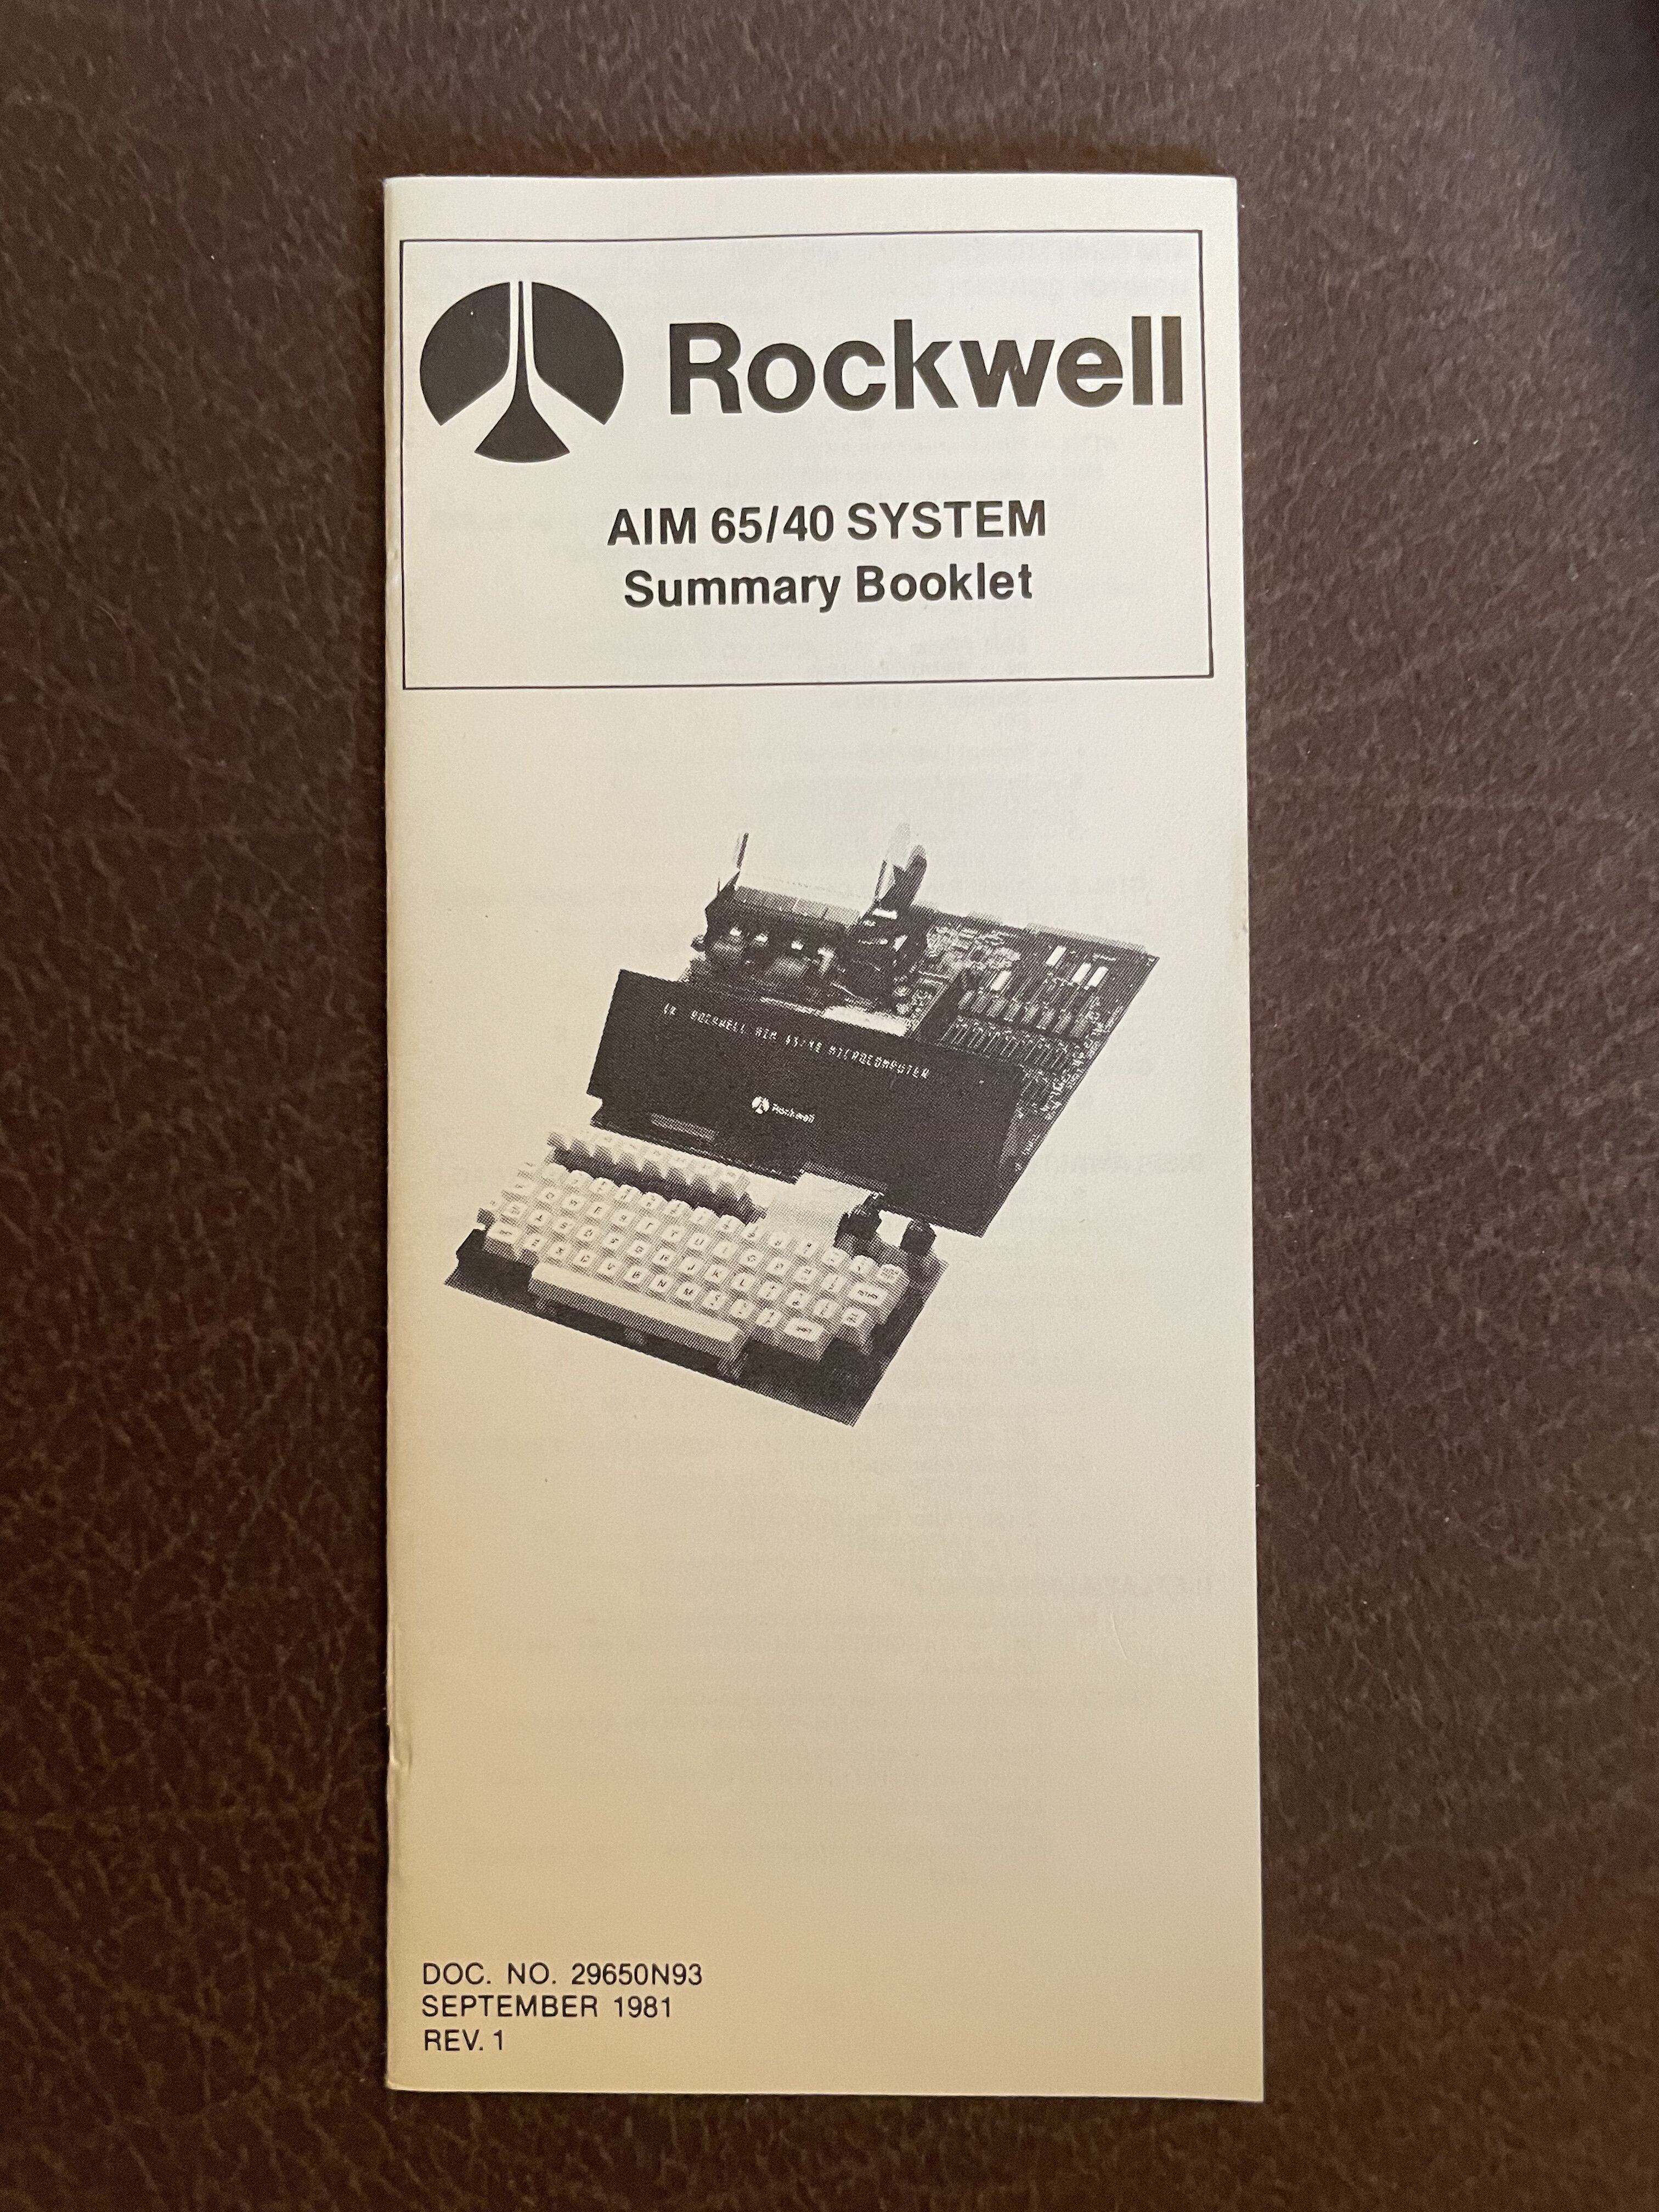 Rockwell
AIM 65/40 SYSTEM
Summary Booklet
ROCKWELL AIM 65/40 MICROCOMPUTER
Rockwell
DOC. NO. 29650N93
SEPTEMBER 1981
REV. 1